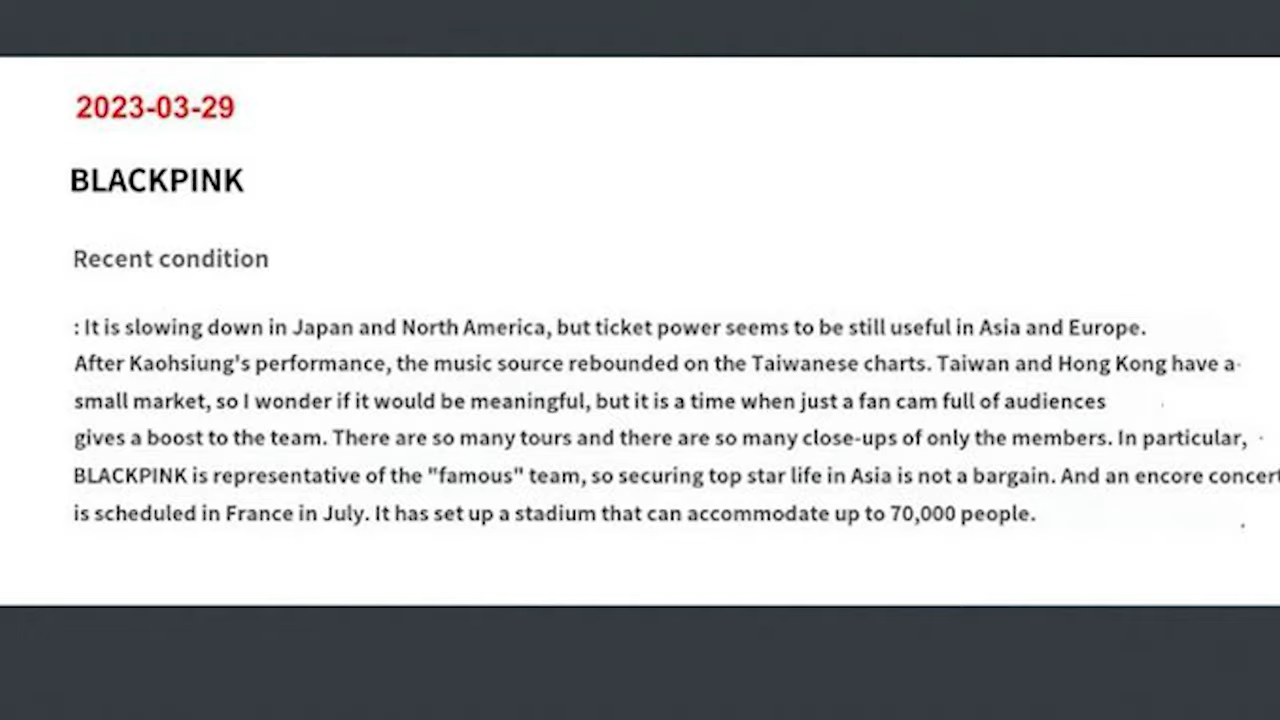 2023-03-29
BLACKPINK
Recent condition
: It is slowing down in Japan and North America, but ticket power seems to be still useful in Asia and Europe.
After Kaohsiung's performance, the music source rebounded on the Taiwanese charts. Taiwan and Hong Kong have a
small market, so I wonder if it would be meaningful, but it is a time when just a fan cam full of audiences
gives a boost to the team. There are so many tours and there are so many close-ups of only the members. In particular,
BLACKPINK is representative of the "famous" team, so securing top star life in Asia is not a bargain. And an encore concert
is scheduled in France in July. It has set up a stadium that can accommodate up to 70,000 people.